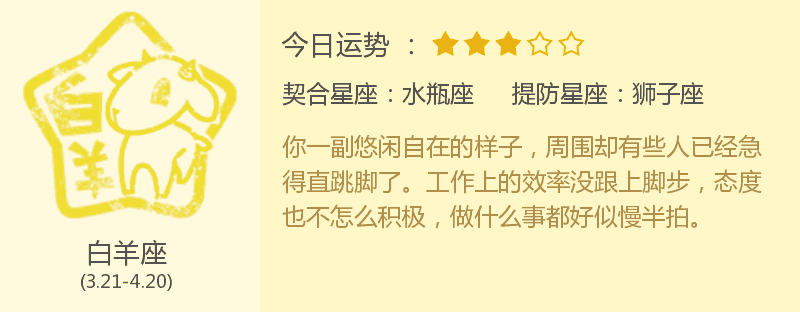 白羊
白羊座
(3.21-4.20)
今日运势 ：★★★☆☆
契合星座：水瓶座 提防星座：狮子座
你一副悠闲自在的样子，周围却有些人已经急
得直跳脚了。工作上的效率没跟上脚步，态度
也不怎么积极，做什么事都好似慢半拍。